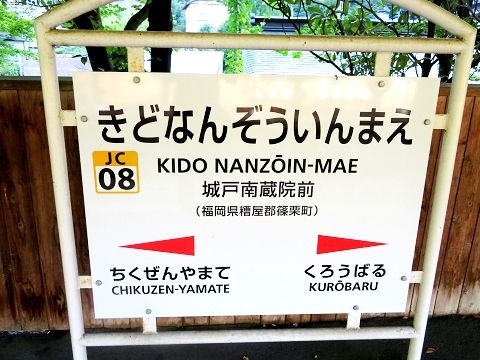 きどなんぞういんまえ
JC
08
KIDO NANZŌIN-MAE
城戸南蔵院前
(福岡県糟屋郡篠栗町)
ちくぜんやまて
CHIKUZEN-YAMATE
くろうばる
KURŌBARU